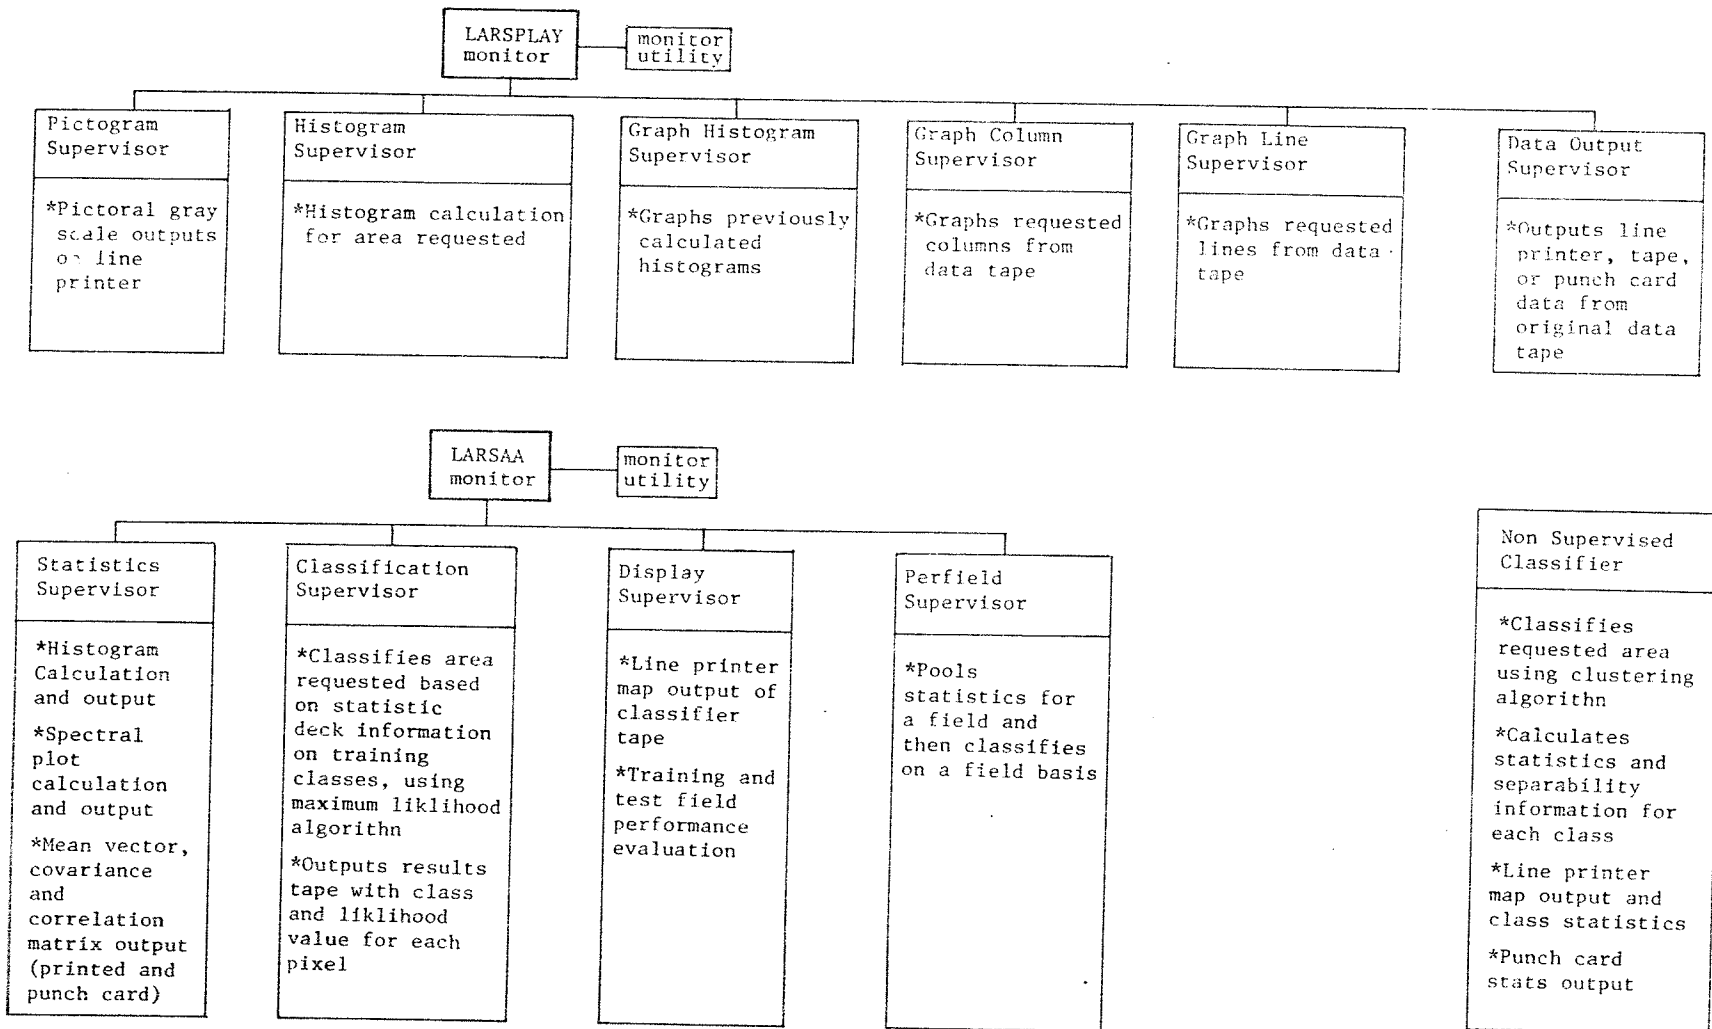 LARSPLAY
monitor
monitor
utility
Pictogram
Supervisor
*Pictoral gray
scale outputs
on line
printer
Histogram
Supervisor
*Histogram calculation
for area requested
Graph Histogram
Supervisor
*Graphs previously
calculated
histograms
Graph Column
Supervisor
*Graphs requested
columns from
data tape
Graph Line
Supervisor
*Graphs requested
lines from data
tape
Data Output
Supervisor
*Outputs line
printer, tape,
or punch card
data from
original data
tape
LARSAA
monitor
monitor
utility
Statistics
Supervisor
*Histogram
Calculation
and output
*Spectral
plot
calculation
and output
*Mean vector,
covariance
and
correlation
matrix output
(printed and
punch card)
Classification
Supervisor
*Classifies area
requested based
on statistic
deck information
on training
classes, using
maximum liklihood
algorithn
*Outputs results
tape with class
and liklihood
value for each
pixel
Display
Supervisor
*Line printer
map output of
classifier
tape
*Training and
test field
performance
evaluation
Perfield
Supervisor
*Pools
statistics for
a field and
then classifies
on a field basis
Non Supervised
Classifier
*Classifies
requested area
using clustering
algorithn
*Calculates
statistics and
separability
information for
each class
*Line printer
map output and
class statistics
*Punch card
stats output